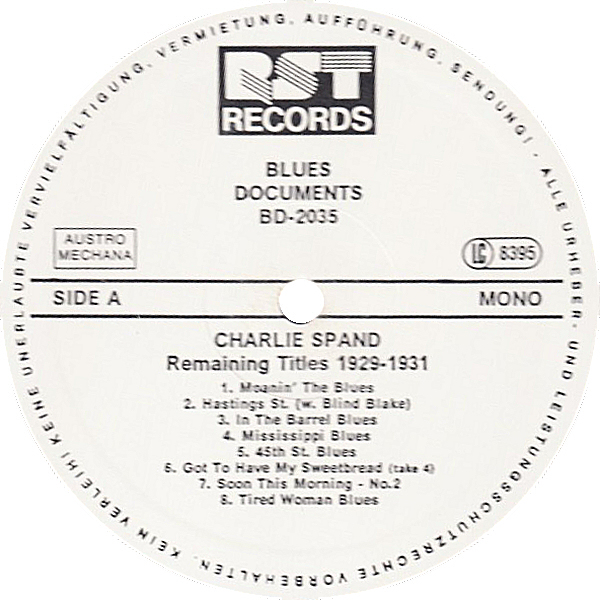 KEINE UNERLAUBTE VERVIELFÄLTIGUNG, VERMIETUNG, AUFFÜHRUNG, SENDUNG! - ALLE URHEBER- UND LEISTUNGSSCHUTZRECHTE VORBEHALTEN. KEIN VERLEIH!
RST
RECORDS
BLUES
DOCUMENTS
BD-2035
AUSTRO
MECHANA
LC 8395
SIDE A
MONO
CHARLIE SPAND
Remaining Titles 1929-1931
1. Moanin' The Blues
2. Hastings St. (w. Blind Blake)
3. In The Barrel Blues
4. Mississippi Blues
5. 45th St. Blues
6. Got To Have My Sweetbread (take 4)
7. Soon This Morning - No.2
8. Tired Woman Blues